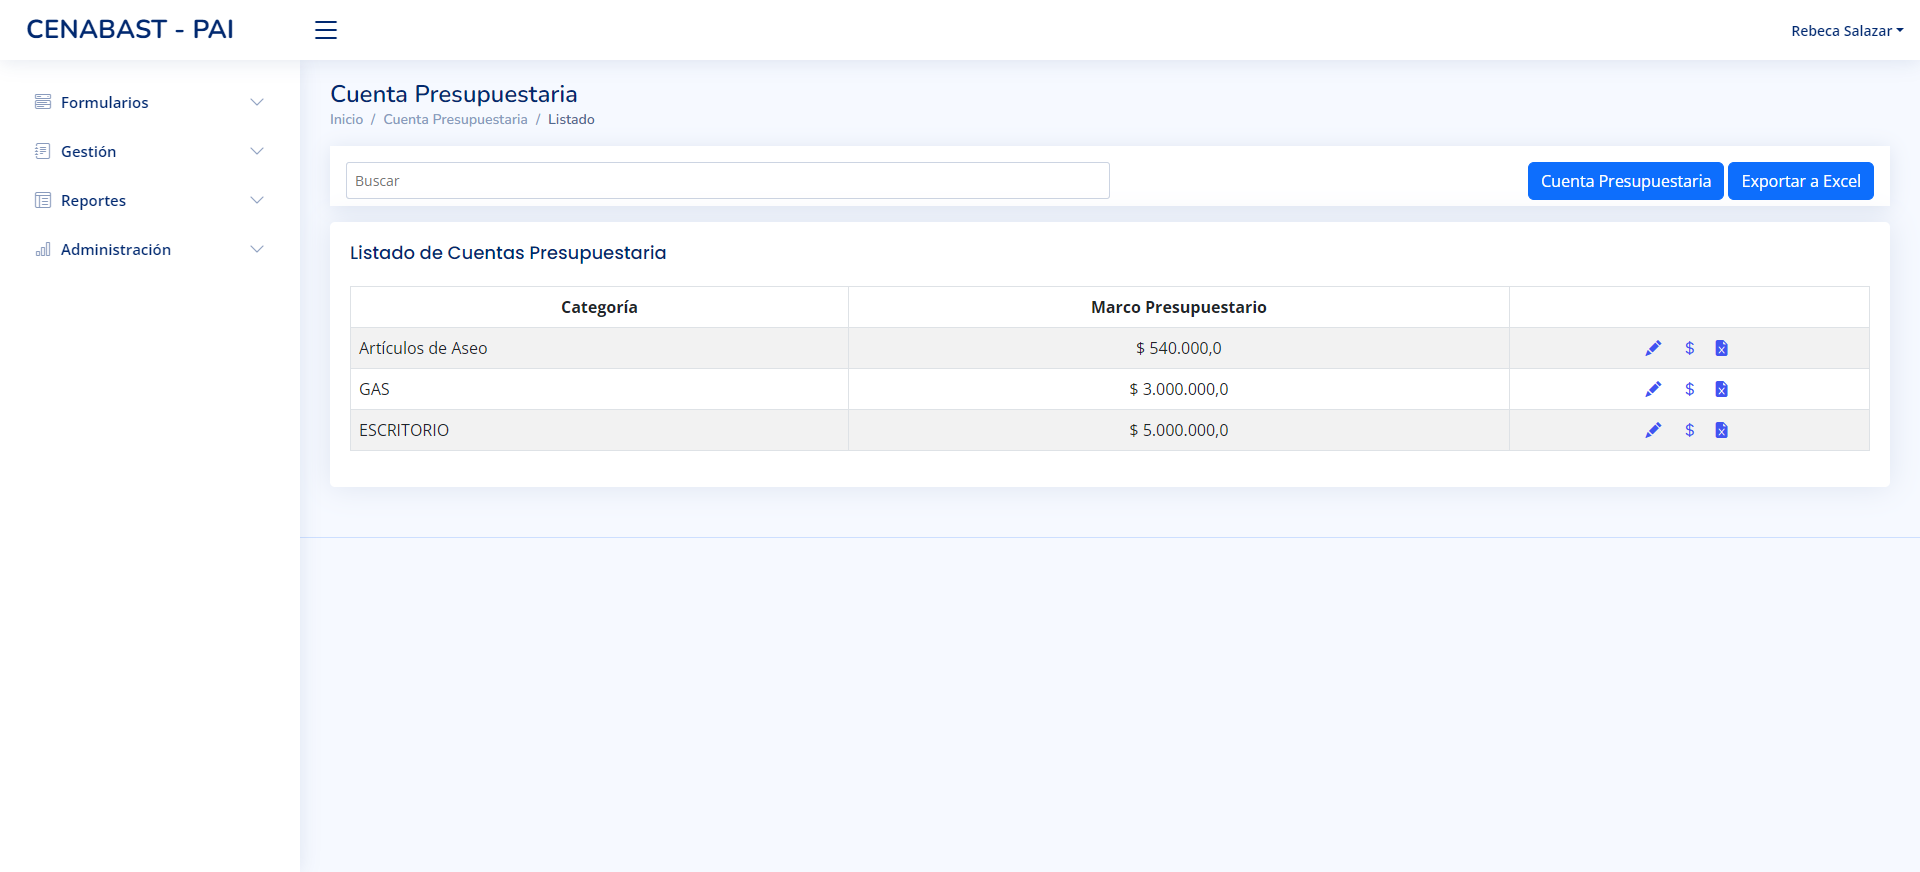 CENABAST - PAI
Rebeca Salazar
Formularios
Gestión
Reportes
Administración
Cuenta Presupuestaria
Inicio / Cuenta Presupuestaria / Listado
Buscar
Cuenta Presupuestaria
Exportar a Excel
Listado de Cuentas Presupuestaria
Categoría Marco Presupuestario
Artículos de Aseo $ 540.000,0 $
GAS $ 3.000.000,0 $
ESCRITORIO $ 5.000.000,0 $